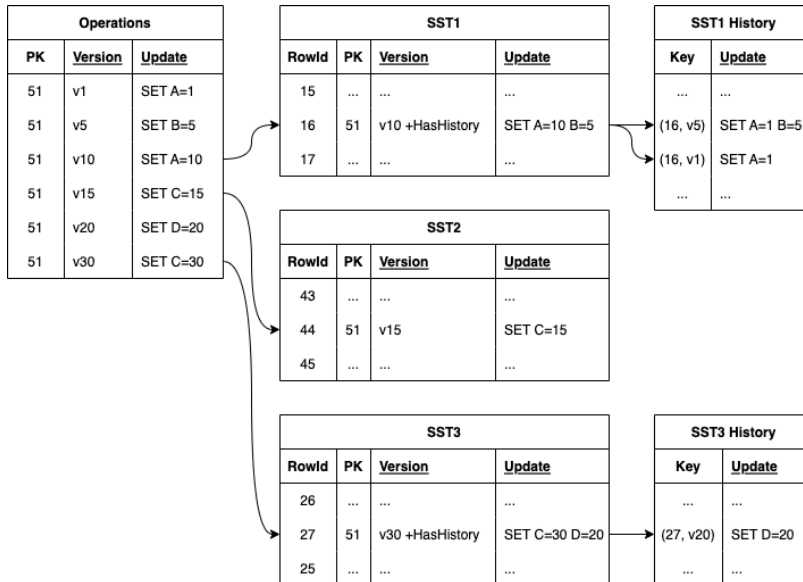 Operations
PK Version Update
51 v1 SET A=1
51 v5 SET B=5
51 v10 SET A=10
51 v15 SET C=15
51 v20 SET D=20
51 v30 SET C=30
SST1
RowId PK Version Update
15 ... ... ...
16 51 v10 +HasHistory SET A=10 B=5
17 ... ... ...
SST1 History
Key Update
... ...
(16, v5) SET A=1 B=5
(16, v1) SET A=1
... ...
SST2
RowId PK Version Update
43 ... ... ...
44 51 v15 SET C=15
45 ... ... ...
SST3
RowId PK Version Update
26 ... ... ...
27 51 v30 +HasHistory SET C=30 D=20
25 ... ... ...
SST3 History
Key Update
... ...
(27, v20) SET D=20
... ...